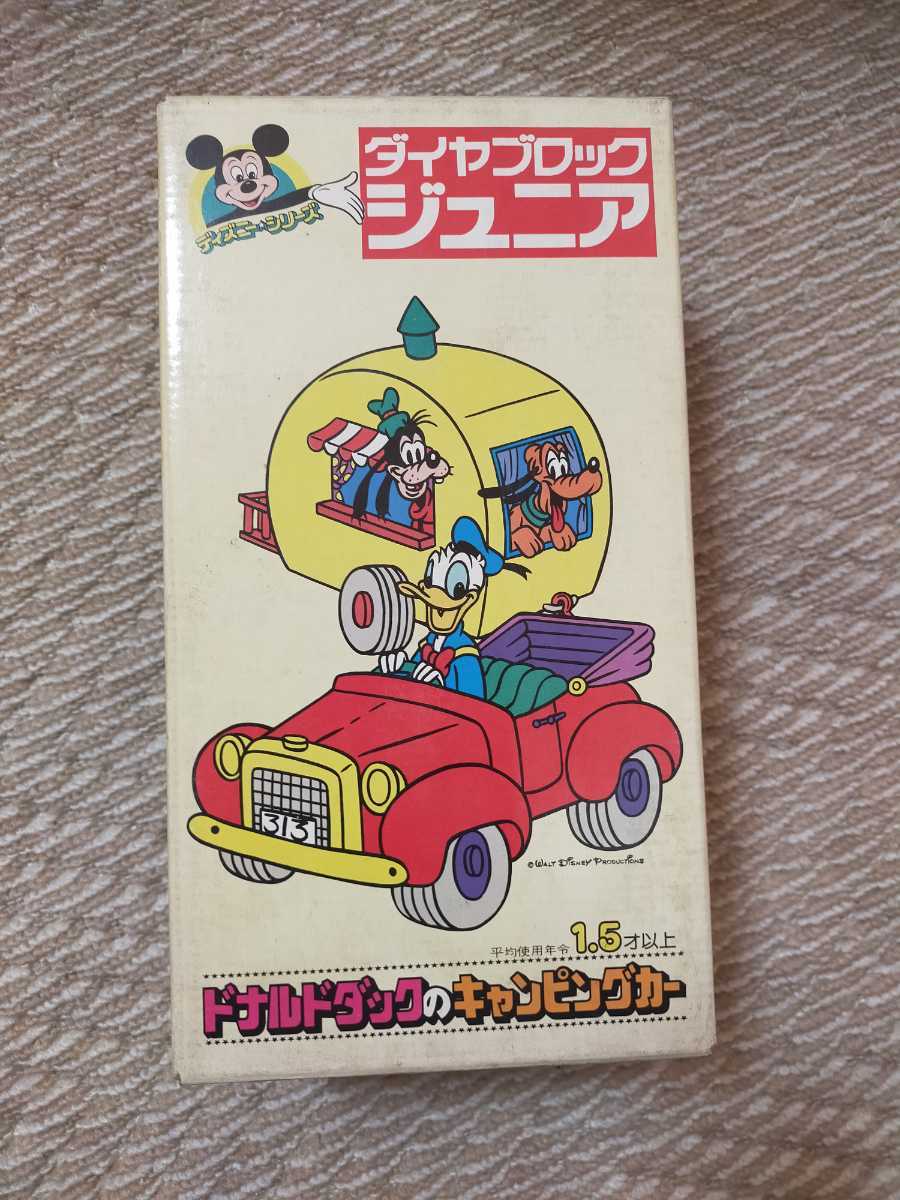 ディズニー・シリーズ
ダイヤブロック
ジュニア
313
© WALT DISNEY PRODUCTIONS
平均使用年令 1.5才以上
ドナルドダックのキャンピングカー